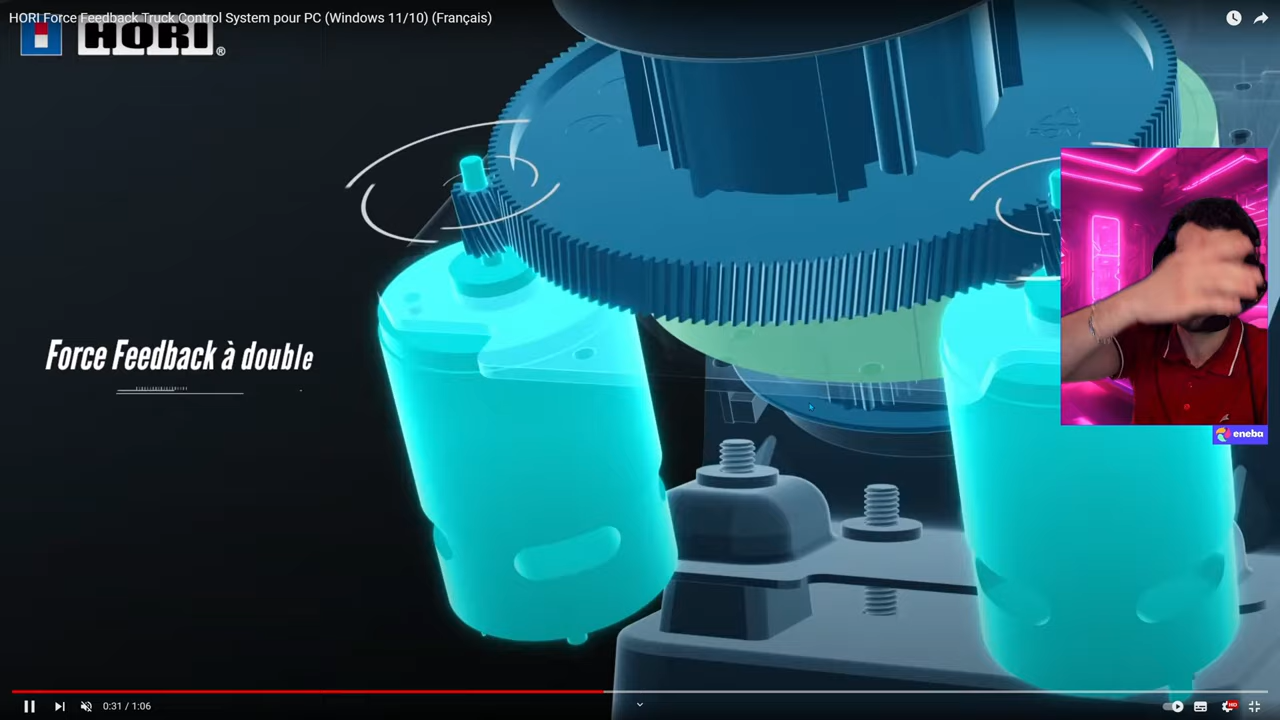 HORI Force Feedback Truck Control System pour PC (Windows 11/10) (Français)
HORI®
Force Feedback à double
eneba
0:31 / 1:06
HD